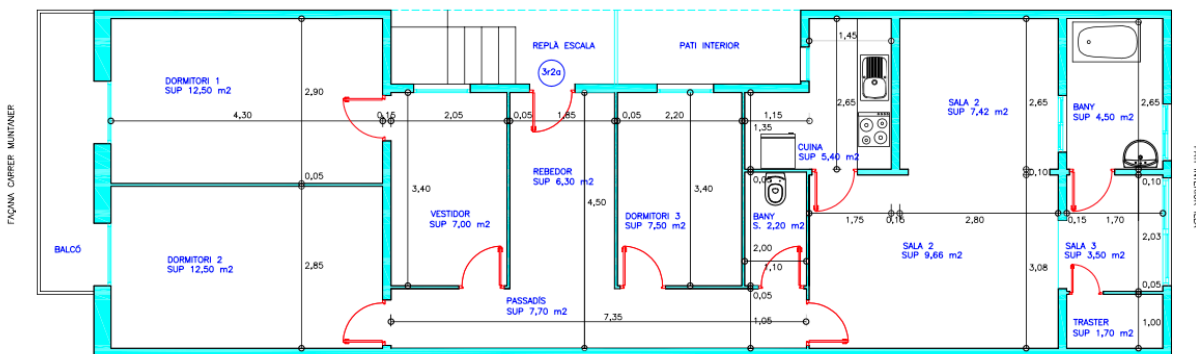 FAÇANA CARRER MUNTANER
BALCÓ
DORMITORI 1
SUP 12,50 m2
2,90
4,30
0,15
0,05
DORMITORI 2
SUP 12,50 m2
2,85
REPLÀ ESCALA
3r2a
PATI INTERIOR
2,05
0,05
1,85
0,05
2,20
1,15
1,35
3,40
VESTIDOR
SUP 7,00 m2
REBEDOR
SUP 6,30 m2
4,50
DORMITORI 3
SUP 7,50 m2
3,40
PASSADÍS
SUP 7,70 m2
7,35
1,45
2,65
CUINA
SUP 5,40 m2
0,05
BANY
S. 2,20 m2
2,00
1,10
0,05
1,05
SALA 2
SUP 7,42 m2
2,65
0,10
1,75
0,15
2,80
SALA 2
SUP 9,66 m2
3,08
BANY
SUP 4,50 m2
2,65
0,10
0,15
1,70
2,03
SALA 3
SUP 3,50 m2
0,05
TRASTER
SUP 1,70 m2
1,00